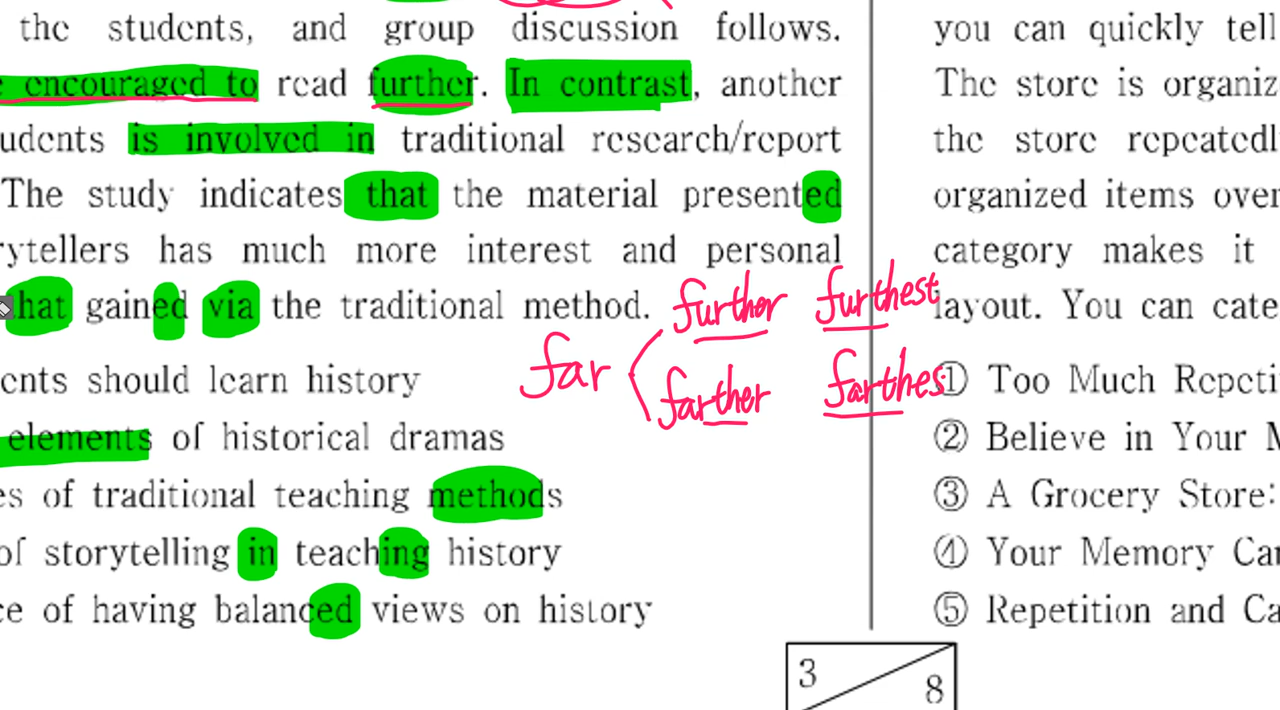 the students, and group discussion follows.
encouraged to read further. In contrast, another
udents is involved in traditional research/report
The study indicates that the material presented
rytellers has much more interest and personal
hat gained via the traditional method.
ents should learn history
elements of historical dramas
es of traditional teaching methods
of storytelling in teaching history
ce of having balanced views on history
far
further furthest
farther farthes
you can quickly tell
The store is organiz
the store repeatedl
organized items over
category makes it
layout. You can cate
① Too Much Repeti
② Believe in Your M
③ A Grocery Store:
④ Your Memory Ca
⑤ Repetition and Ca
3
8